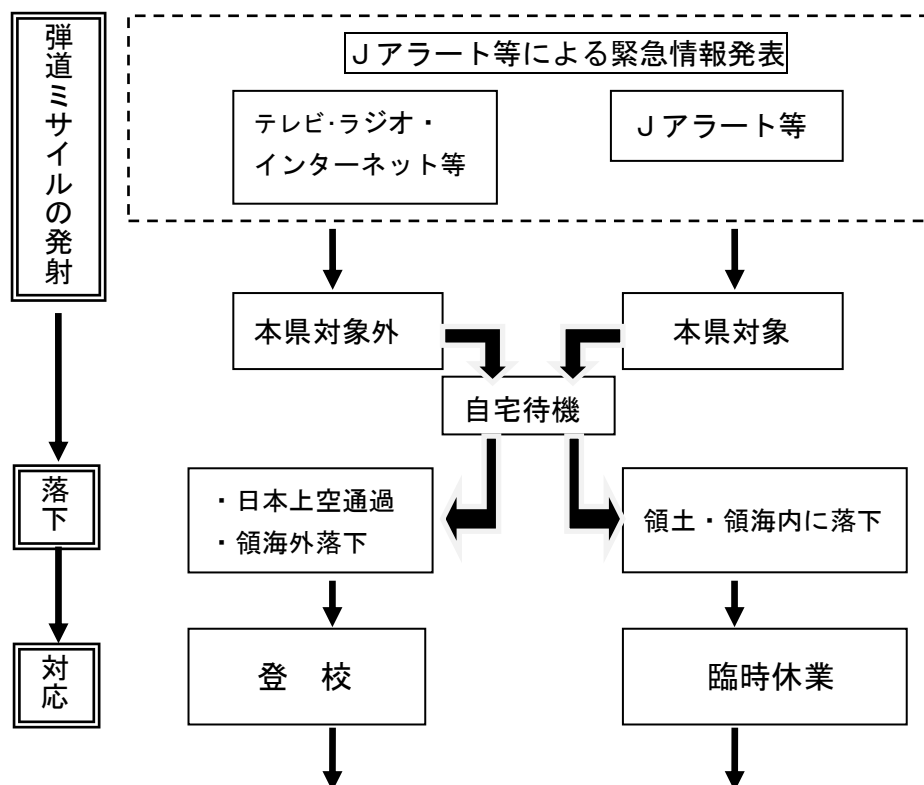 弾道ミサイルの発射
Jアラート等による緊急情報発表
テレビ･ラジオ・
インターネット等
Jアラート等
本県対象外
本県対象
自宅待機
落下
・日本上空通過
・領海外落下
領土・領海内に落下
対応
登　校
臨時休業